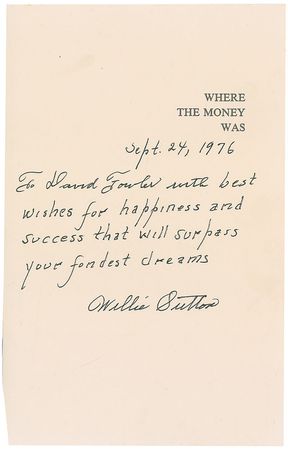 WHERE
THE MONEY
WAS
Sept. 24, 1976
To David Fowler with best
wishes for happiness and
success that will surpass
your fondest dreams
Willie Sutton